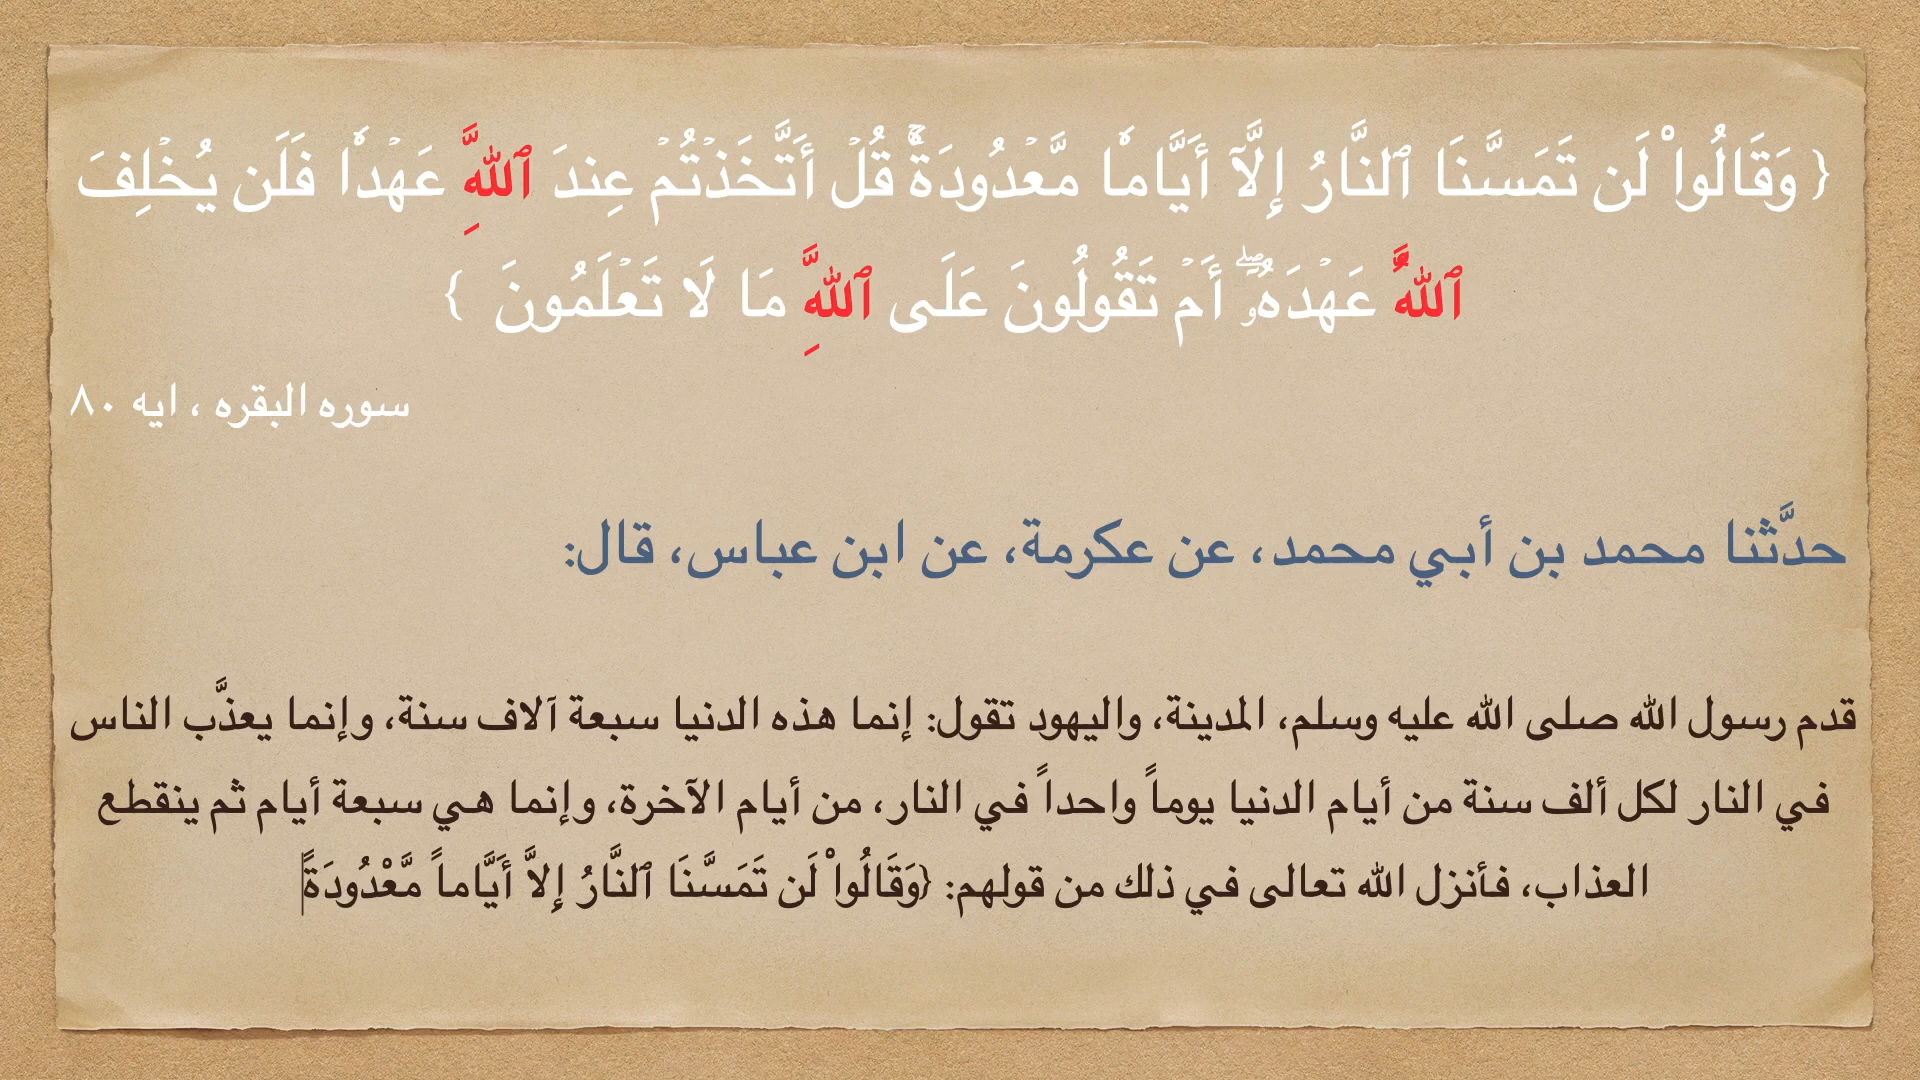 { وَقَالُوا۟ لَن تَمَسَّنَا ٱلنَّارُ إِلَّآ أَيَّامًا مَّعْدُودَةً ۚ قُلْ أَتَّخَذْتُمْ عِندَ ٱللَّهِ عَهْدًا فَلَن يُخْلِفَ
ٱللَّهُ عَهْدَهُۥٓ ۖ أَمْ تَقُولُونَ عَلَى ٱللَّهِ مَا لَا تَعْلَمُونَ }
سوره البقره ، ايه ٨٠
حدَّثنا محمد بن أبي محمد، عن عكرمة، عن ابن عباس، قال:
قدم رسول الله صلى الله عليه وسلم، المدينة، واليهود تقول: إنما هذه الدنيا سبعة آلاف سنة، وإنما يعذَّب الناس
في النار لكل ألف سنة من أيام الدنيا يوماً واحداً في النار، من أيام الآخرة، وإنما هي سبعة أيام ثم ينقطع
العذاب، فأنزل الله تعالى في ذلك من قولهم: {وَقَالُواْ لَن تَمَسَّنَا ٱلنَّارُ إِلاَّ أَيَّاماً مَّعْدُودَةً